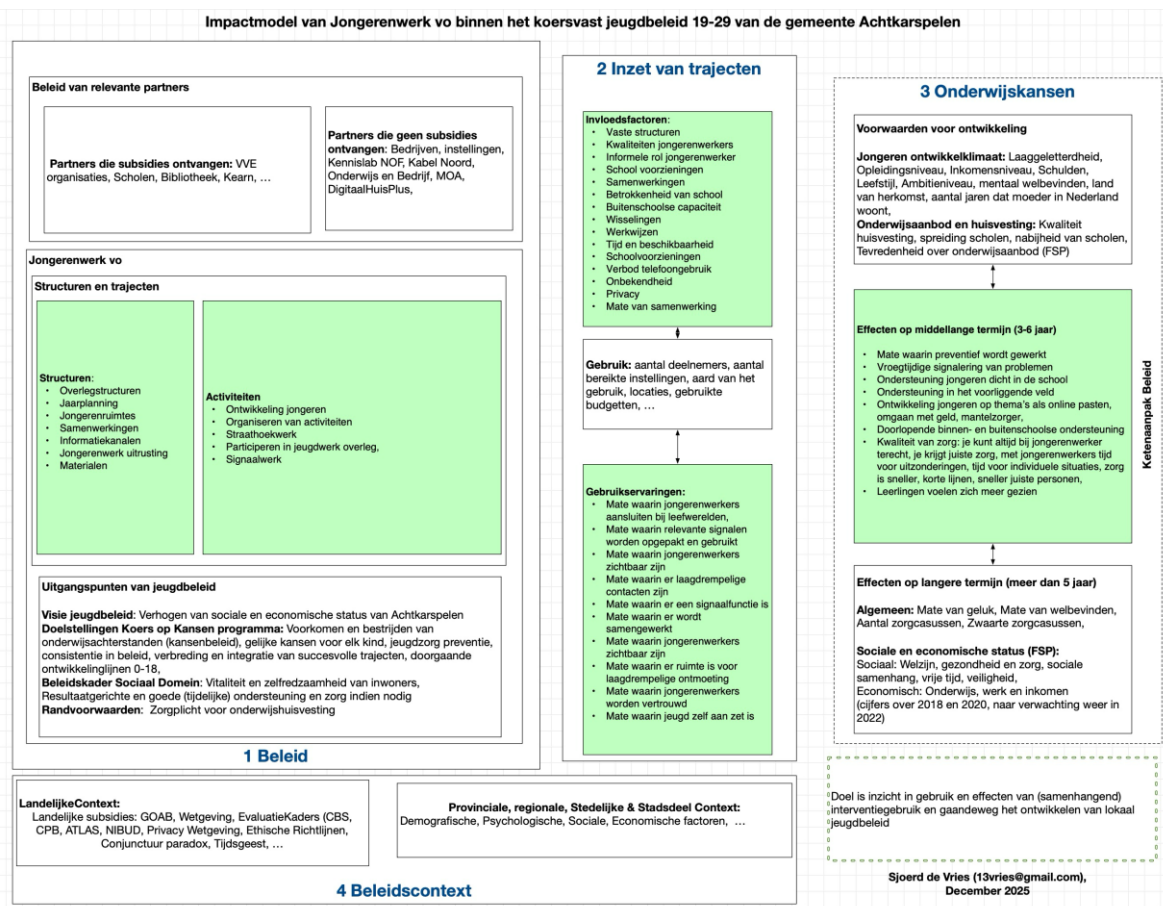 Impactmodel van Jongerenwerk vo binnen het koersvast jeugdbeleid 19-29 van de gemeente Achtkarspelen
Beleid van relevante partners
Partners die subsidies ontvangen: VVE
organisaties, Scholen, Bibliotheek, Kearn, …
Partners die geen subsidies
ontvangen: Bedrijven, instellingen,
Kennislab NOF, Kabel Noord,
Onderwijs en Bedrijf, MOA,
DigitaalHuisPlus,
Jongerenwerk vo
Structuren en trajecten
Structuren:
• Overlegstructuren
• Jaarplanning
• Jongerenruimtes
• Samenwerkingen
• Informatiekanalen
• Jongerenwerk uitrusting
• Materialen
Activiteiten
• Ontwikkeling jongeren
• Organiseren van activiteiten
• Straathoekwerk
• Participeren in jeugdwerk overleg,
• Signaalwerk
Uitgangspunten van jeugdbeleid
Visie jeugdbeleid: Verhogen van sociale en economische status van Achtkarspelen
Doelstellingen Koers op Kansen programma: Voorkomen en bestrijden van
onderwijsachterstanden (kansenbeleid), gelijke kansen voor elk kind, jeugdzorg preventie,
consistentie in beleid, verbreding en integratie van succesvolle trajecten, doorgaande
ontwikkelinglijnen 0-18,
Beleidskader Sociaal Domein: Vitaliteit en zelfredzaamheid van inwoners,
Resultaatgerichte en goede (tijdelijke) ondersteuning en zorg indien nodig
Randvoorwaarden: Zorgplicht voor onderwijshuisvesting
1 Beleid
2 Inzet van trajecten
Invloedsfactoren:
• Vaste structuren
• Kwaliteiten jongerenwerkers
• Informele rol jongerenwerker
• School voorzieningen
• Samenwerkingen
• Betrokkenheid van school
• Buitenschoolse capaciteit
• Wisselingen
• Werkwijzen
• Tijd en beschikbaarheid
• Schoolvoorzieningen
• Verbod telefoongebruik
• Onbekendheid
• Privacy
• Mate van samenwerking
Gebruik: aantal deelnemers, aantal
bereikte instellingen, aard van het
gebruik, locaties, gebruikte
budgetten, …
Gebruikservaringen:
• Mate waarin jongerenwerkers
aansluiten bij leefwerelden,
• Mate waarin relevante signalen
worden opgepakt en gebruikt
• Mate waarin jongerenwerkers
zichtbaar zijn
• Mate waarin er laagdrempelige
contacten zijn
• Mate waarin er een signaalfunctie is
• Mate waarin er wordt
samengewerkt
• Mate waarin jongerenwerkers
zichtbaar zijn
• Mate waarin er ruimte is voor
laagdrempelige ontmoeting
• Mate waarin jongerenwerkers
worden vertrouwd
• Mate waarin jeugd zelf aan zet is
3 Onderwijskansen
Voorwaarden voor ontwikkeling
Jongeren ontwikkelklimaat: Laaggeletterdheid,
Opleidingsniveau, Inkomensniveau, Schulden,
Leefstijl, Ambitieniveau, mentaal welbevinden, land
van herkomst, aantal jaren dat moeder in Nederland
woont,
Onderwijsaanbod en huisvesting: Kwaliteit
huisvesting, spreiding scholen, nabijheid van scholen,
Tevredenheid over onderwijsaanbod (FSP)
Effecten op middellange termijn (3-6 jaar)
• Mate waarin preventief wordt gewerkt
• Vroegtijdige signalering van problemen
• Ondersteuning jongeren dicht in de school
• Ondersteuning in het voorliggende veld
• Ontwikkeling jongeren op thema's als online pasten,
omgaan met geld, mantelzorger,
• Doorlopende binnen- en buitenschoolse ondersteuning
• Kwaliteit van zorg: je kunt altijd bij jongerenwerker
terecht, je krijgt juiste zorg, met jongerenwerkers tijd
voor uitzonderingen, tijd voor individuele situaties, zorg
is sneller, korte lijnen, sneller juiste personen,
• Leerlingen voelen zich meer gezien
Effecten op langere termijn (meer dan 5 jaar)
Algemeen: Mate van geluk, Mate van welbevinden,
Aantal zorgcasussen, Zwaarte zorgcasussen,
Sociale en economische status (FSP):
Sociaal: Welzijn, gezondheid en zorg, sociale
samenhang, vrije tijd, veiligheid,
Economisch: Onderwijs, werk en inkomen
(cijfers over 2018 en 2020, naar verwachting weer in
2022)
Ketenaanpak Beleid
LandelijkeContext:
Landelijke subsidies: GOAB, Wetgeving, EvaluatieKaders (CBS,
CPB, ATLAS, NIBUD, Privacy Wetgeving, Ethische Richtlijnen,
Conjunctuur paradox, Tijdsgeest, …
Provinciale, regionale, Stedelijke & Stadsdeel Context:
Demografische, Psychologische, Sociale, Economische factoren, …
4 Beleidscontext
Doel is inzicht in gebruik en effecten van (samenhangend)
interventiegebruik en gaandeweg het ontwikkelen van lokaal
jeugdbeleid
Sjoerd de Vries (13vries@gmail.com),
December 2025